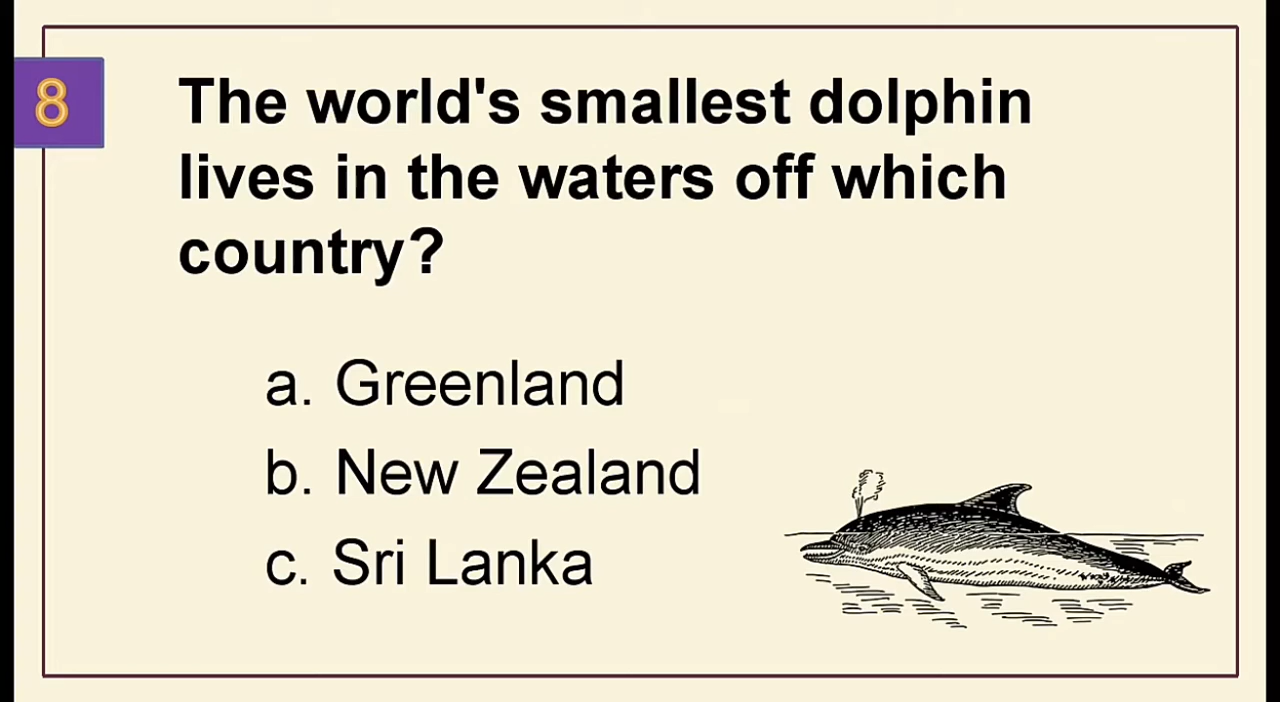 8
The world's smallest dolphin
lives in the waters off which
country?
a. Greenland
b. New Zealand
c. Sri Lanka